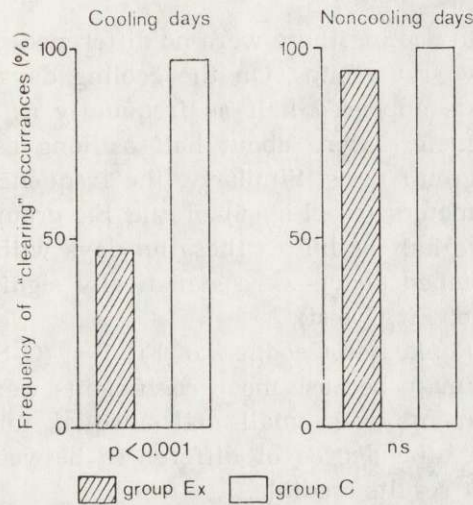 Cooling days
Noncooling days
Frequency of "clearing" occurrances (%)
100
50
0
100
50
0
p<0.001
ns
group Ex
group C